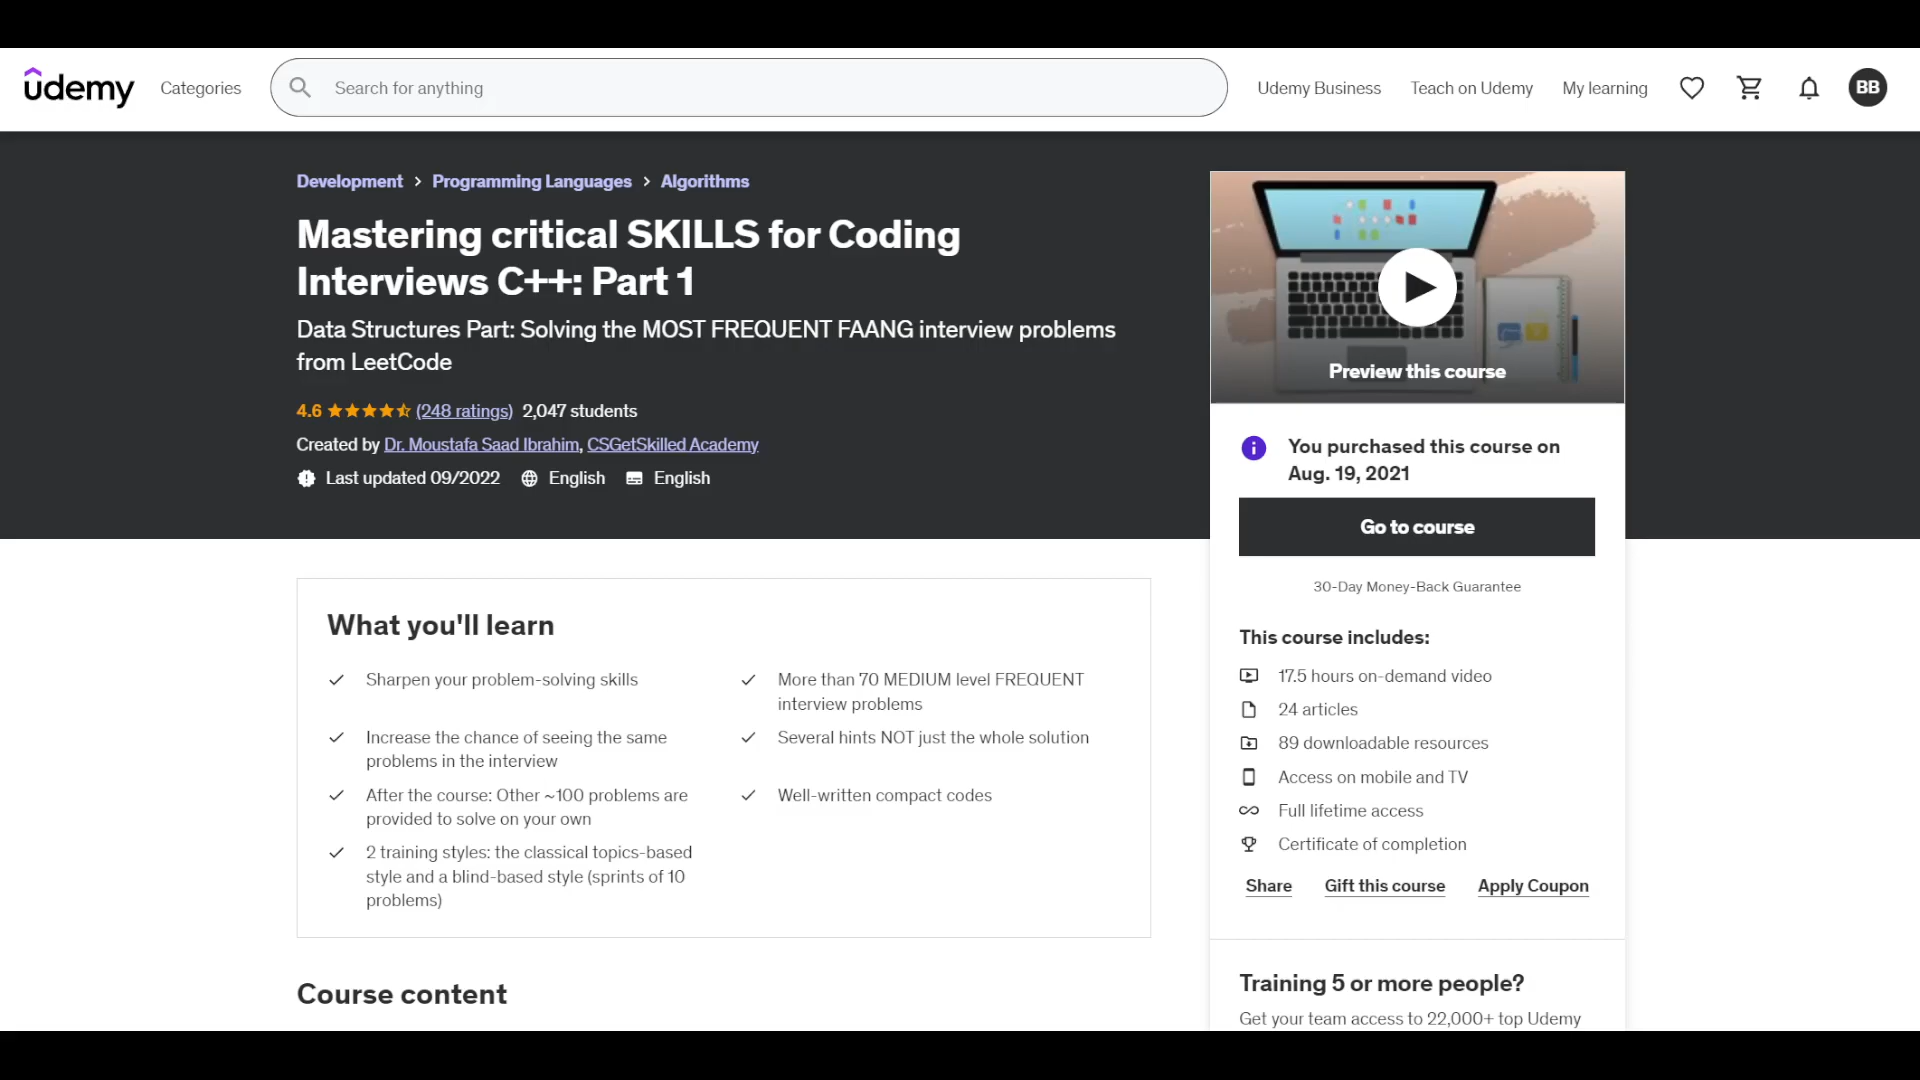 udemy
Categories
Search for anything
Udemy Business
Teach on Udemy
My learning
BB
Development > Programming Languages > Algorithms
Mastering critical SKILLS for Coding
Interviews C++: Part 1
Data Structures Part: Solving the MOST FREQUENT FAANG interview problems
from LeetCode
4.6 (248 ratings) 2,047 students
Created by Dr. Moustafa Saad Ibrahim, CSGetSkilled Academy
Last updated 09/2022 English English
Preview this course
You purchased this course on
Aug. 19, 2021
Go to course
30-Day Money-Back Guarantee
This course includes:
17.5 hours on-demand video
24 articles
89 downloadable resources
Access on mobile and TV
Full lifetime access
Certificate of completion
Share
Gift this course
Apply Coupon
Training 5 or more people?
Get your team access to 22,000+ top Udemy
What you'll learn
Sharpen your problem-solving skills
More than 70 MEDIUM level FREQUENT
interview problems
Increase the chance of seeing the same
problems in the interview
Several hints NOT just the whole solution
After the course: Other ~100 problems are
provided to solve on your own
Well-written compact codes
2 training styles: the classical topics-based
style and a blind-based style (sprints of 10
problems)
Course content